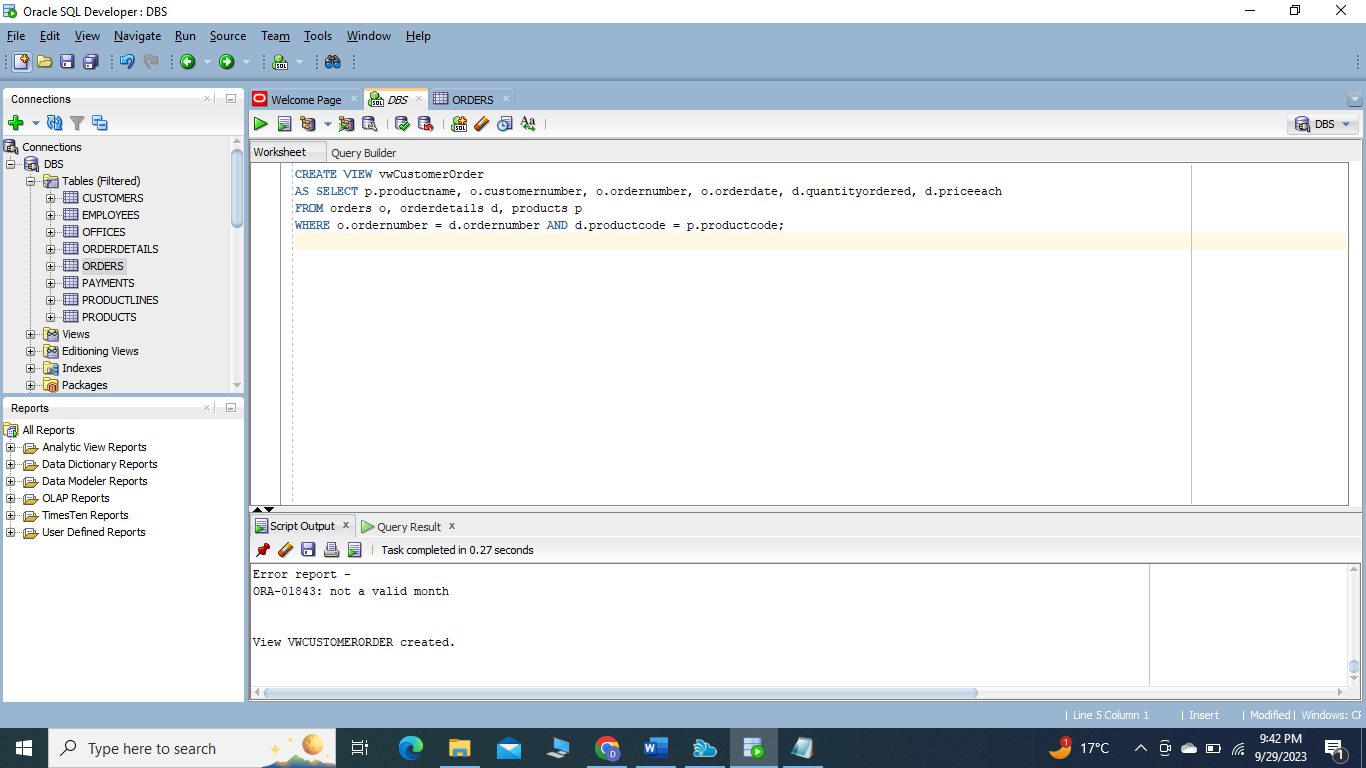 Oracle SQL Developer : DBS
File Edit View Navigate Run Source Team Tools Window Help
Connections
Welcome Page
DBS
ORDERS
DBS
Worksheet
Query Builder
Connections
DBS
Tables (Filtered)
CUSTOMERS
EMPLOYEES
OFFICES
ORDERDETAILS
ORDERS
PAYMENTS
PRODUCTLINES
PRODUCTS
Views
Editioning Views
Indexes
Packages
CREATE VIEW vwCustomerOrder
AS SELECT p.productname, o.customernumber, o.ordernumber, o.orderdate, d.quantityordered, d.priceeach
FROM orders o, orderdetails d, products p
WHERE o.ordernumber = d.ordernumber AND d.productcode = p.productcode;
Reports
All Reports
Analytic View Reports
Data Dictionary Reports
Data Modeler Reports
OLAP Reports
TimesTen Reports
User Defined Reports
Script Output
Query Result
Task completed in 0.27 seconds
Error report -
ORA-01843: not a valid month
View VWCUSTOMERORDER created.
Line 5 Column 1 | Insert | Modified | Windows: CF
Type here to search
1
17°C
9:42 PM
9/29/2023
1